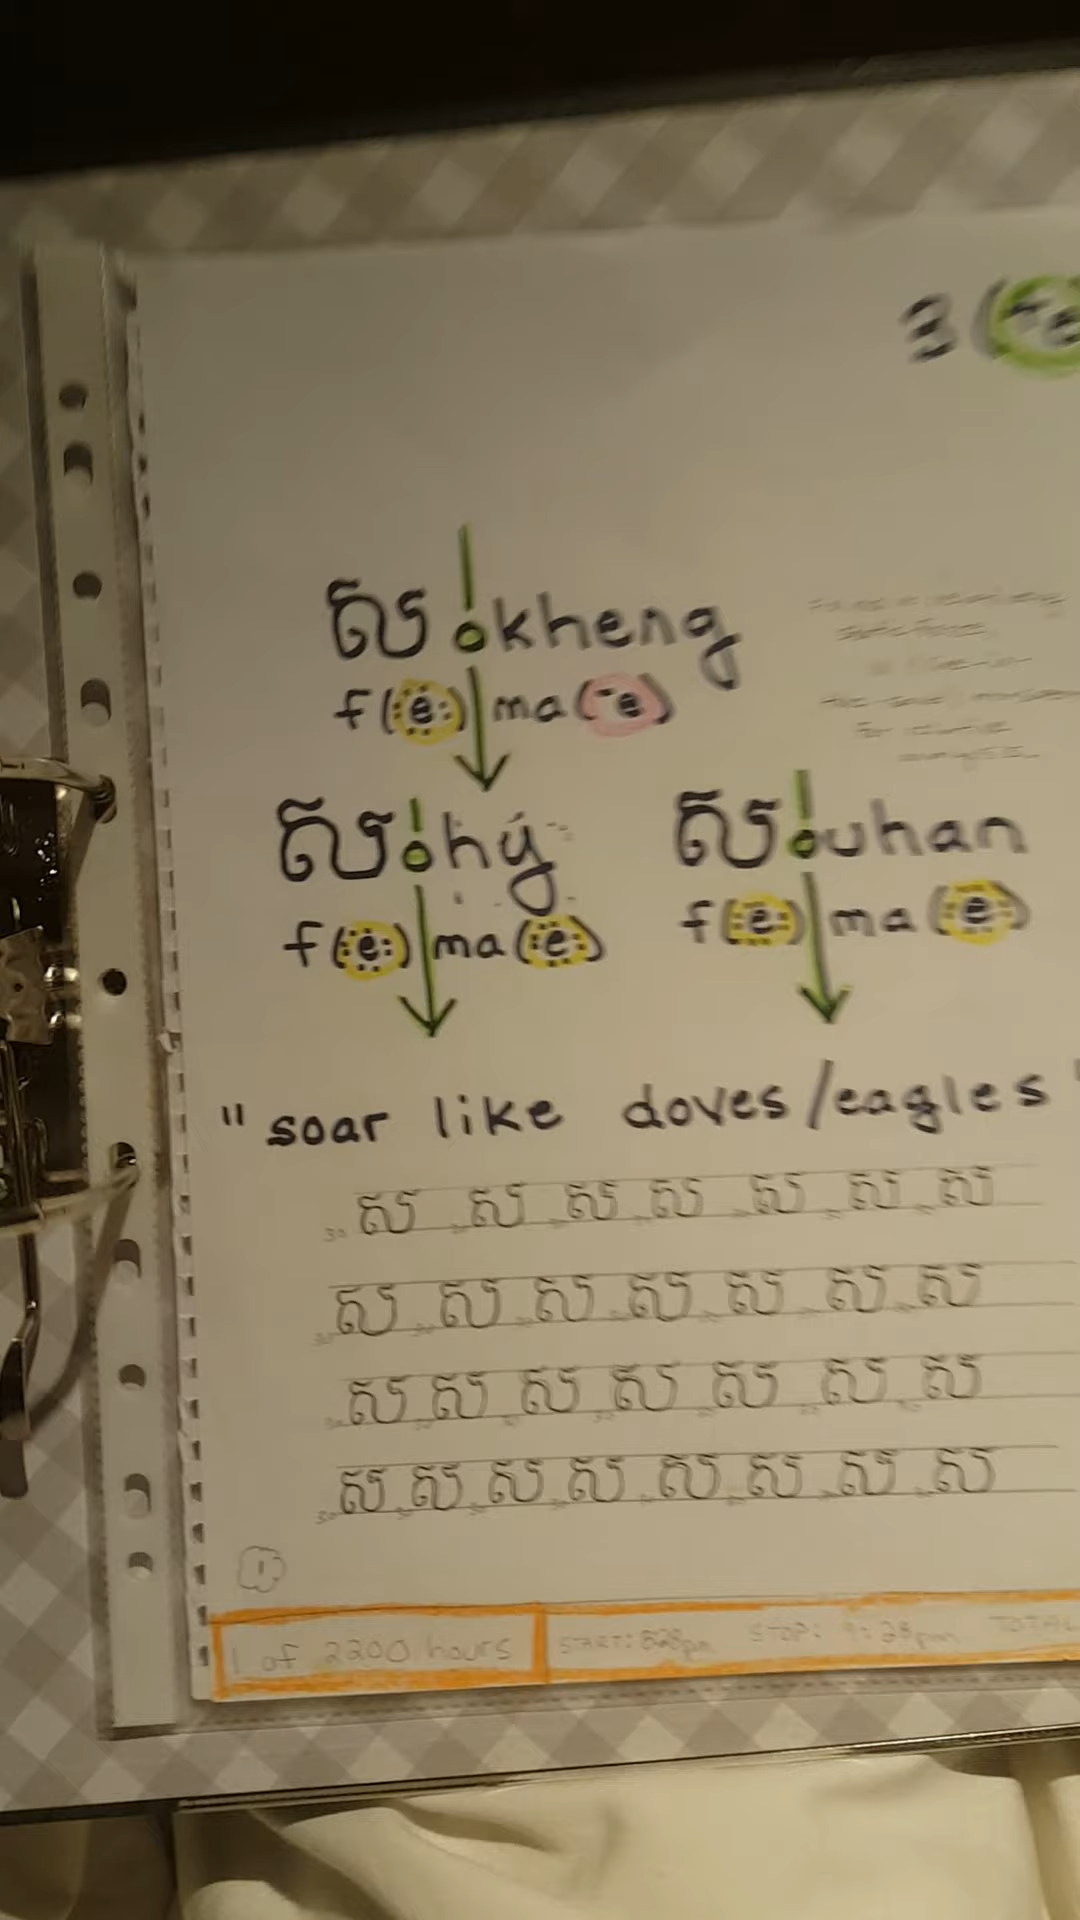 3 (
សokheng
f(ë:) ma(
សohy
សouhan
f(ë:) ma(ë:)
f(ë:) ma(ë:)
"soar like doves/eagles"
ស ស ស ស ស ស ស
ស ស ស ស ស ស ស
ស ស ស ស ស ស ស
ស ស ស ស ស ស ស ស
1
1 of 2200 hours START: 8:28pm STOP: 9:28pm TOTAL